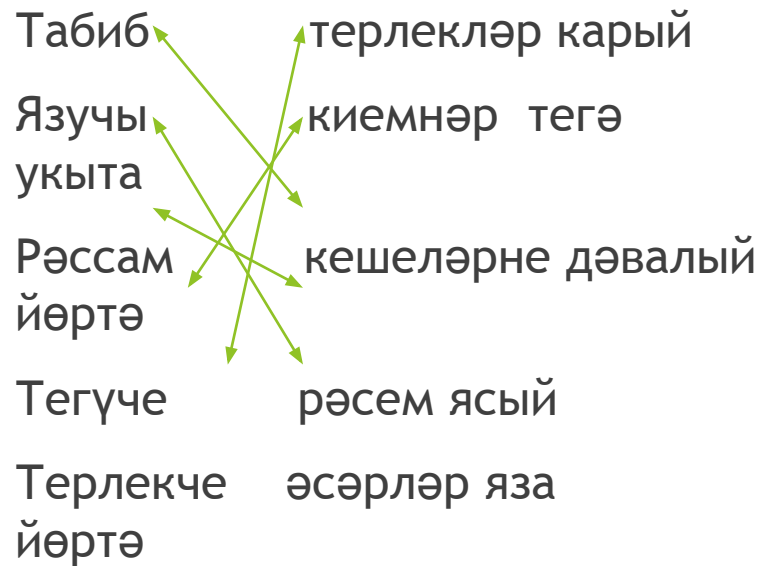 Табиб терлекләр карый
Язучы киемнәр тегә
укыта
Рәссам кешеләрне дәвалый
йөртә
Тегүче рәсем ясый
Терлекче әсәрләр яза
йөртә